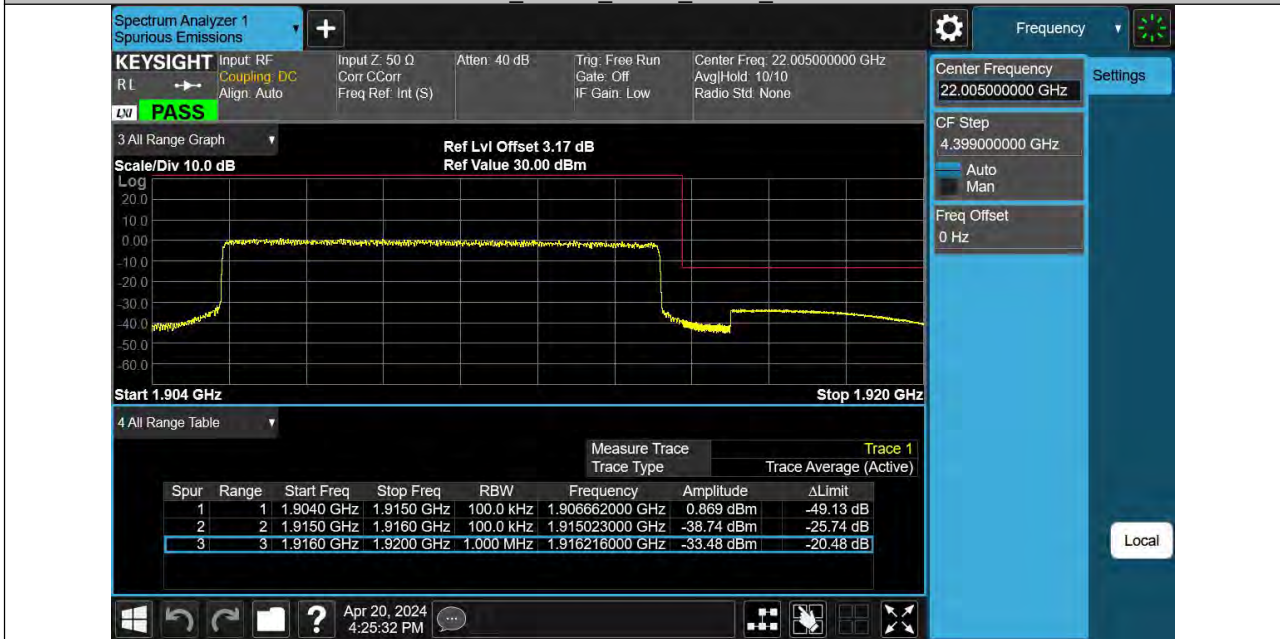 Spectrum Analyzer 1
Spurious Emissions
Frequency
KEYSIGHT
RL
LXI PASS
Input: RF
Coupling: DC
Align: Auto
Input Z: 50 Ω
Corr CCorr
Freq Ref: Int (S)
Atten: 40 dB
Trig: Free Run
Gate: Off
IF Gain: Low
Center Freq: 22.005000000 GHz
Avg|Hold: 10/10
Radio Std: None
Center Frequency
22.005000000 GHz
Settings
CF Step
4.399000000 GHz
Auto
Man
Freq Offset
0 Hz
3 All Range Graph
Ref Lvl Offset 3.17 dB
Scale/Div 10.0 dB
Ref Value 30.00 dBm
Log
20.0
10.0
0.00
-10.0
-20.0
-30.0
-40.0
-50.0
-60.0
Start 1.904 GHz
Stop 1.920 GHz
4 All Range Table
Measure Trace Trace 1
Trace Type Trace Average (Active)
Spur Range Start Freq Stop Freq RBW Frequency Amplitude ΔLimit
1 1 1.9040 GHz 1.9150 GHz 100.0 kHz 1.906662000 GHz 0.869 dBm -49.13 dB
2 2 1.9150 GHz 1.9160 GHz 100.0 kHz 1.915023000 GHz -38.74 dBm -25.74 dB
3 3 1.9160 GHz 1.9200 GHz 1.000 MHz 1.916216000 GHz -33.48 dBm -20.48 dB
Local
Apr 20, 2024
4:25:32 PM